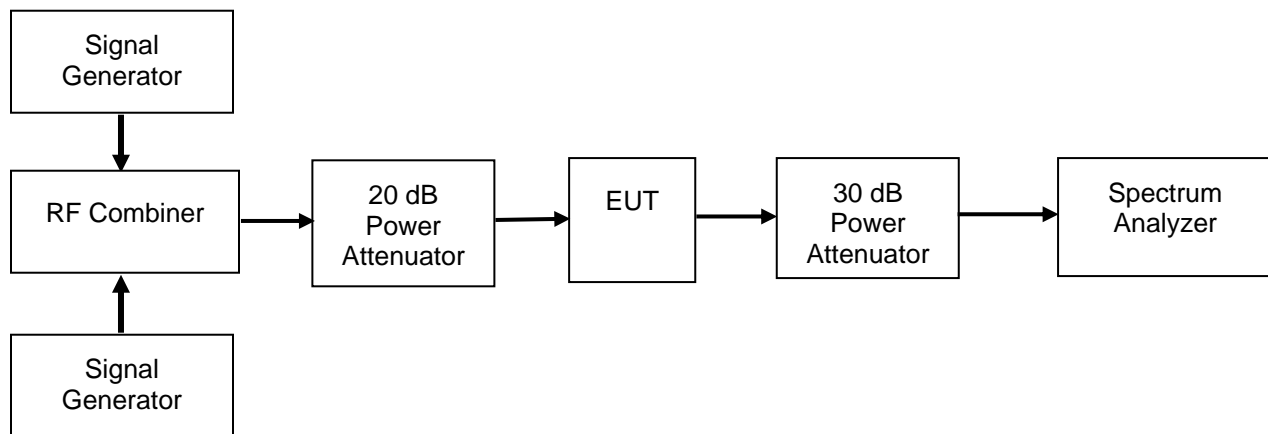 Signal
Generator
RF Combiner
Signal
Generator
20 dB
Power
Attenuator
EUT
30 dB
Power
Attenuator
Spectrum
Analyzer